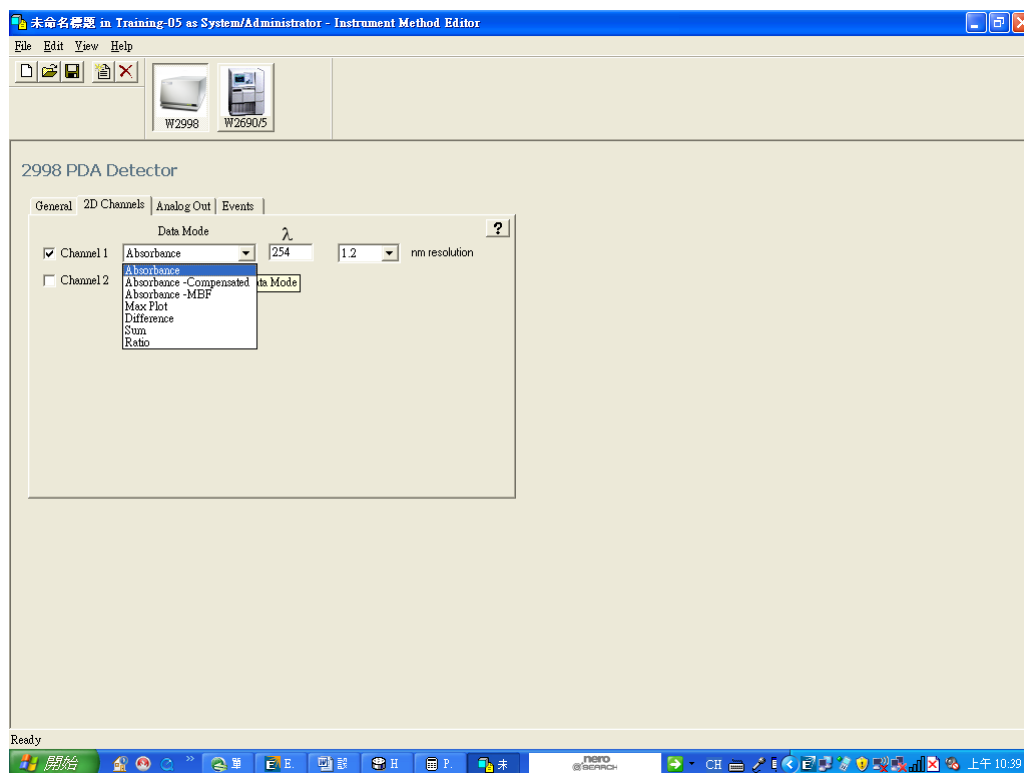 未命名標題 in Training-05 as System/Administrator - Instrument Method Editor
File Edit View Help
W2998 W2690/5
2998 PDA Detector
General 2D Channels Analog Out Events
Data Mode λ ?
Channel 1 Absorbance 254 1.2 nm resolution
Channel 2 Absorbance
Absorbance -Compensated ata Mode
Absorbance -MBF
Max Plot
Difference
Sum
Ratio
Ready
開始 » 單 E. H P. 未 nero SEARCH CH 上午 10:39